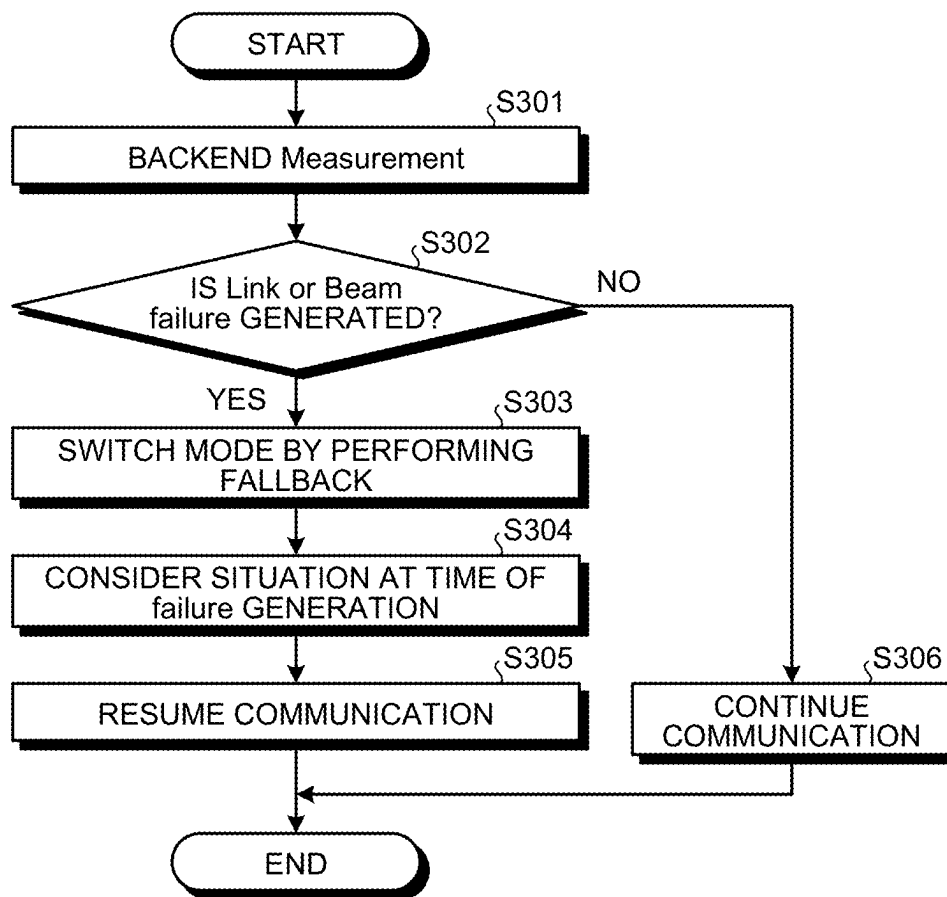 START
S301
BACKEND Measurement
S302
IS Link or Beam
failure GENERATED?
NO
YES
S303
SWITCH MODE BY PERFORMING
FALLBACK
S304
CONSIDER SITUATION AT TIME OF
failure GENERATION
S305
RESUME COMMUNICATION
S306
CONTINUE
COMMUNICATION
END